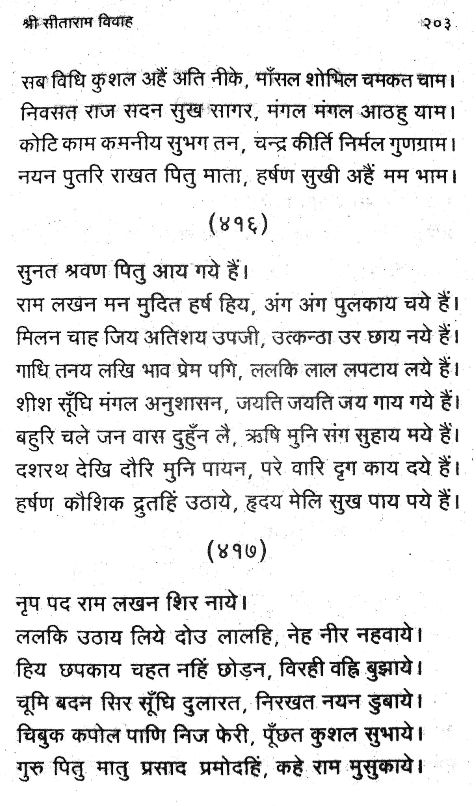 श्री सीताराम विवाह २०३
सब विधि कुशल अहैं अति नीके, माँसल शोभिल चमकत चाम।
निवसत राज सदन सुख सागर, मंगल मंगल आठहु याम।
कोटि काम कमनीय सुभग तन, चन्द्र कीर्ति निर्मल गुणग्राम।
नयन पुतरि राखत पितु माता, हर्षण सुखी अहैं मम भाम।
(४१६)
सुनत श्रवण पितु आय गये हैं।
राम लखन मन मुदित हर्ष हिय, अंग अंग पुलकाय चये हैं।
मिलन चाह जिय अतिशय उपजी, उत्कन्ठा उर छाय नये हैं।
गाधि तनय लखि भाव प्रेम पगि, ललकि लाल लपटाय लये हैं।
शीश सूँघि मंगल अनुशासन, जयति जयति जय गाय गये हैं।
बहुरि चले जन वास दुहुँन लै, ऋषि मुनि संग सुहाय मये हैं।
दशरथ देखि दौरि मुनि पायन, परे वारि दृग काय दये हैं।
हर्षण कौशिक द्रुतहिं उठाये, हृदय मेलि सुख पाय पये हैं।
(४१७)
नृप पद राम लखन शिर नाये।
ललकि उठाय लिये दोउ लालहि, नेह नीर नहवाये।
हिय छपकाय चहत नहिं छोड़न, विरही वह्नि बुझाये।
चूमि बदन सिर सूँघि दुलारत, निरखत नयन डुबाये।
चिबुक कपोल पाणि निज फेरी, पूँछत कुशल सुभाये।
गुरु पितु मातु प्रसाद प्रमोदहिं, कहे राम मुसुकाये।